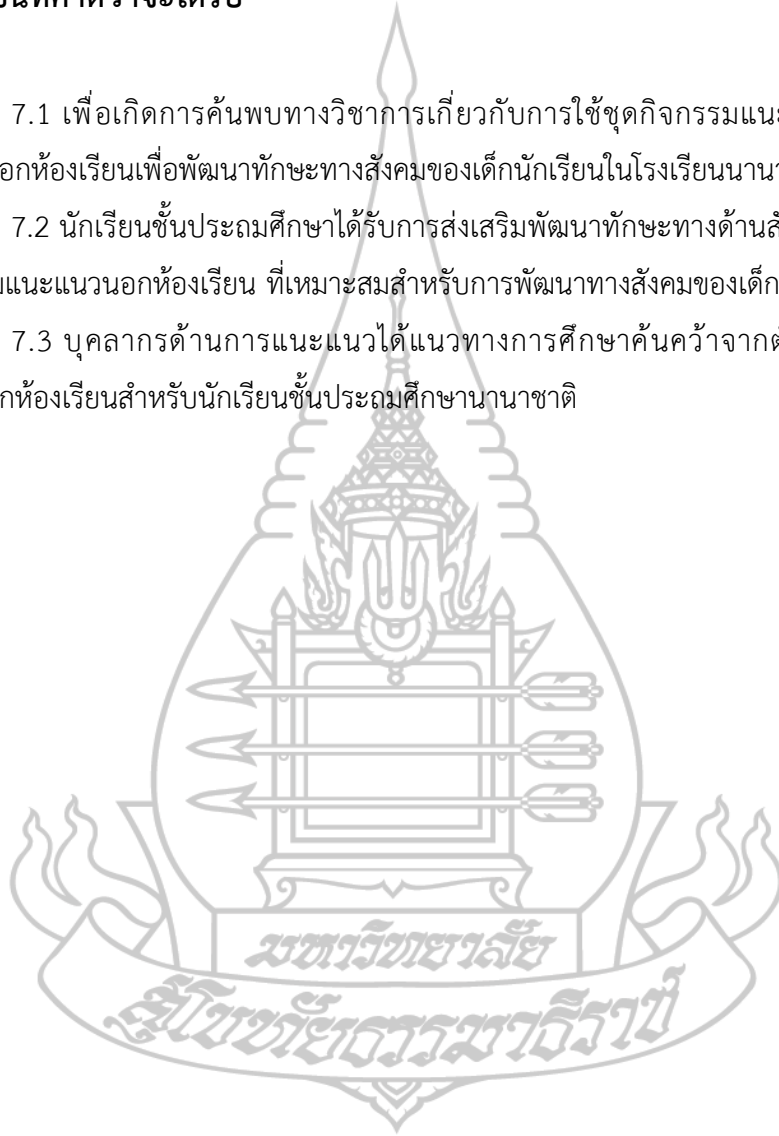 7.1 เพื่อเกิดการค้นพบทางวิชาการเกี่ยวกับการใช้ชุดกิจกรรมแนะ
อกห้องเรียนเพื่อพัฒนาทักษะทางสังคมของเด็กนักเรียนในโรงเรียนนานา
7.2 นักเรียนชั้นประถมศึกษาได้รับการส่งเสริมพัฒนาทักษะทางด้านสั
มแนะแนวนอกห้องเรียน ที่เหมาะสมสำหรับการพัฒนาทางสังคมของเด็ก
7.3 บุคลากรด้านการแนะแนวได้แนวทางการศึกษาค้นคว้าจากตั
กห้องเรียนสำหรับนักเรียนชั้นประถมศึกษานานาชาติ
มหาวิทยาลัย
สุโขทัยธรรมาธิราช